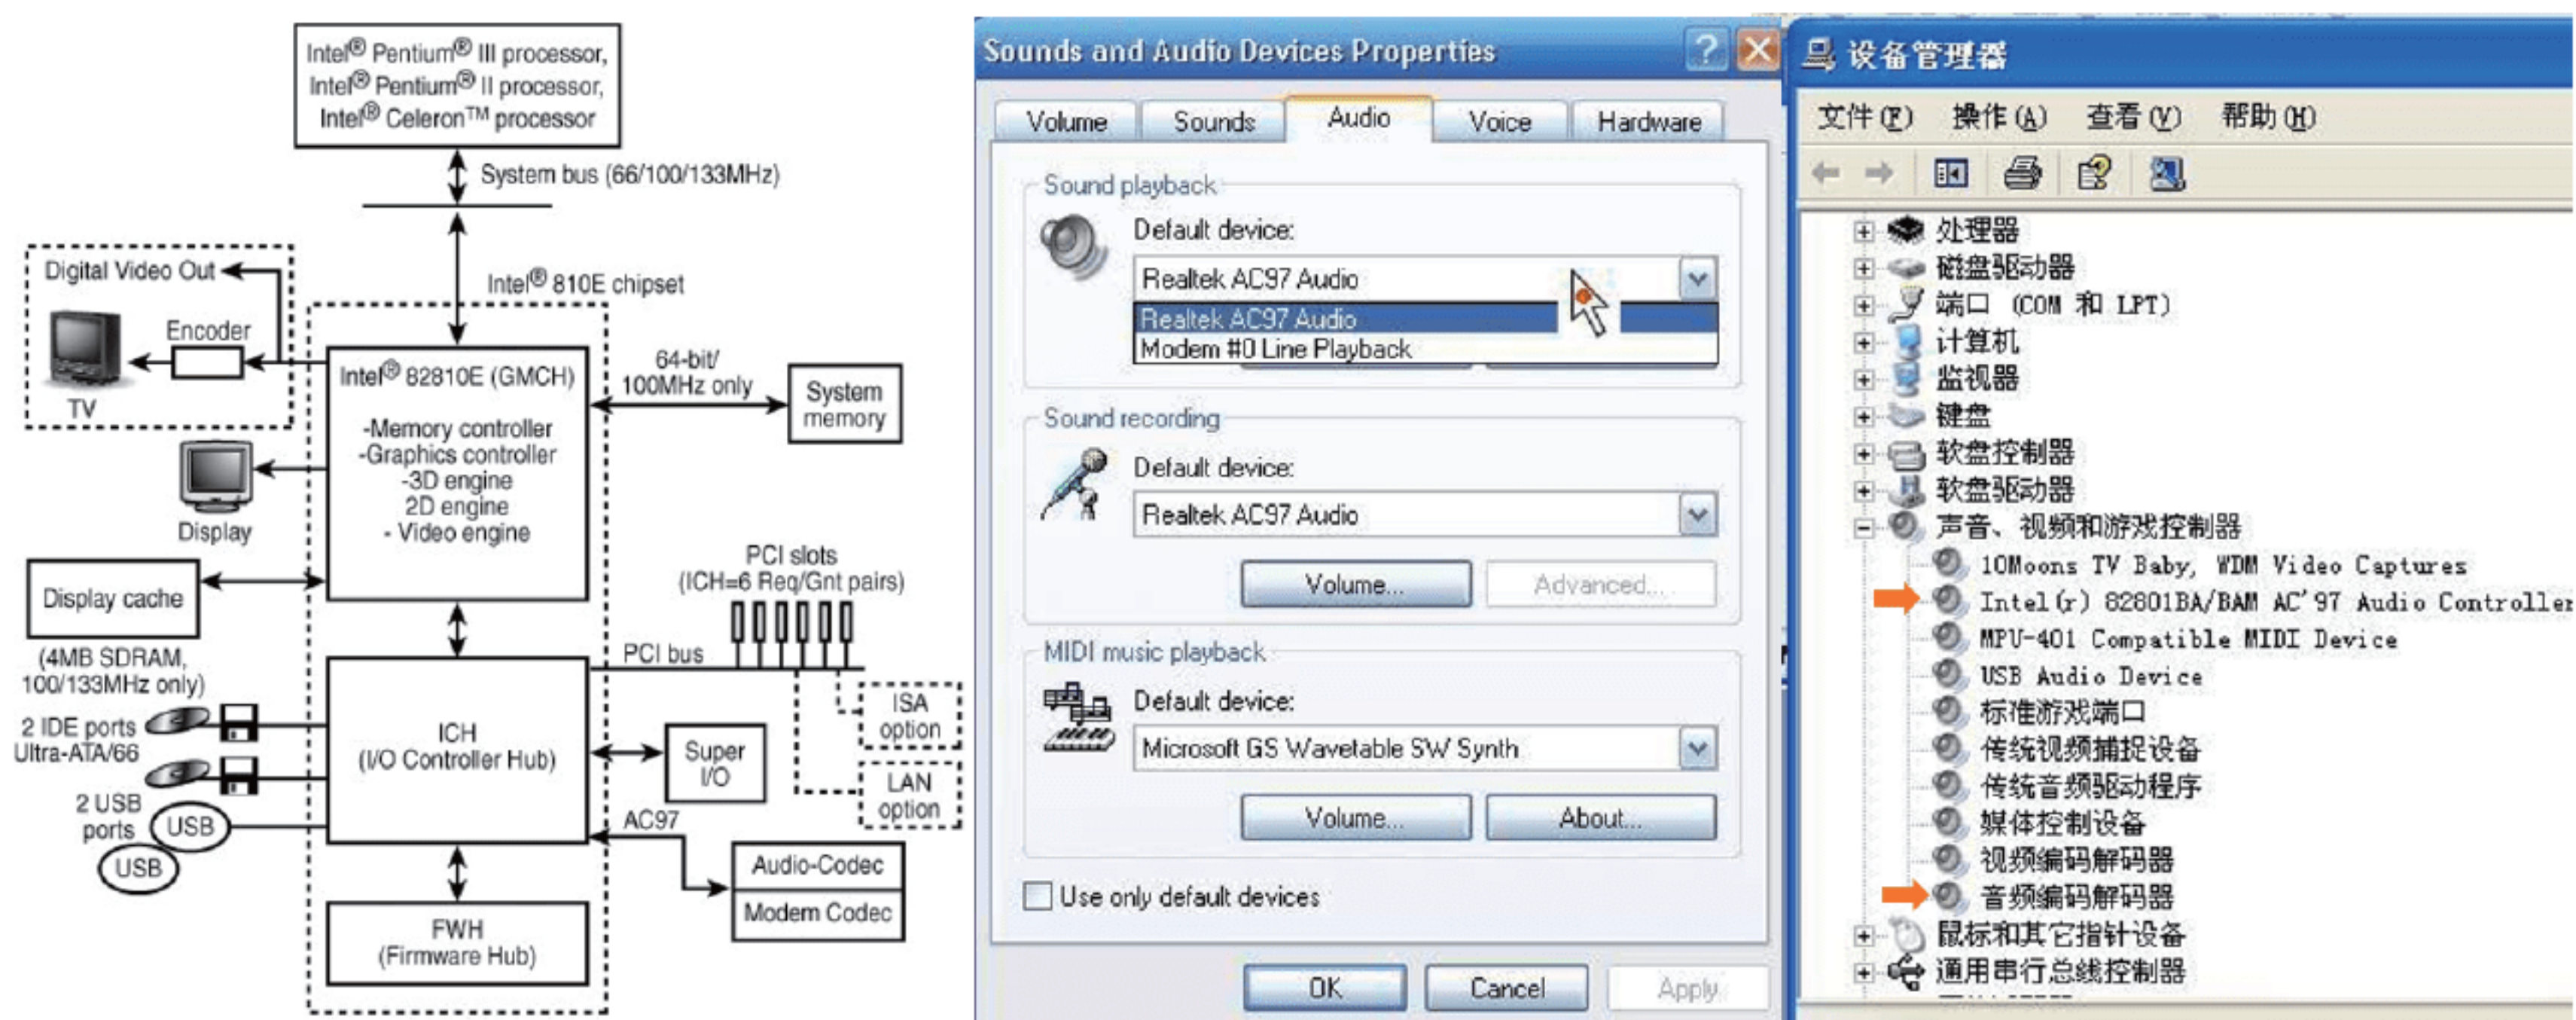 Intel® Pentium® III processor,
Intel® Pentium® II processor,
Intel® Celeron™ processor
System bus (66/100/133MHz)
Digital Video Out
Intel® 810E chipset
Encoder
TV
Intel® 82810E (GMCH)
-Memory controller
-Graphics controller
-3D engine
2D engine
- Video engine
64-bit/
100MHz only
System
memory
Display
Display cache
(4MB SDRAM,
100/133MHz only)
PCI slots
(ICH=6 Req/Gnt pairs)
PCI bus
ISA
option
LAN
option
2 IDE ports
Ultra-ATA/66
ICH
(I/O Controller Hub)
Super
I/O
2 USB
ports
USB
USB
AC97
Audio-Codec
Modem Codec
FWH
(Firmware Hub)
Sounds and Audio Devices Properties
Volume
Sounds
Audio
Voice
Hardware
Sound playback
Default device:
Realtek AC97 Audio
Realtek AC97 Audio
Modem #0 Line Playback
Sound recording
Default device:
Realtek AC97 Audio
Volume...
Advanced...
MIDI music playback
Default device:
Microsoft GS Wavetable SW Synth
Volume...
About...
Use only default devices
OK
Cancel
Apply
设备管理器
文件(F) 操作(A) 查看(V) 帮助(H)
处理器
磁盘驱动器
端口 (COM 和 LPT)
计算机
监视器
键盘
软盘控制器
软盘驱动器
声音、视频和游戏控制器
10Moons TV Baby, WDM Video Captures
Intel(r) 82801BA/BAM AC'97 Audio Controller
MPU-401 Compatible MIDI Device
USB Audio Device
标准游戏端口
传统视频捕捉设备
传统音频驱动程序
媒体控制设备
视频编码解码器
音频编码解码器
鼠标和其它指针设备
通用串行总线控制器